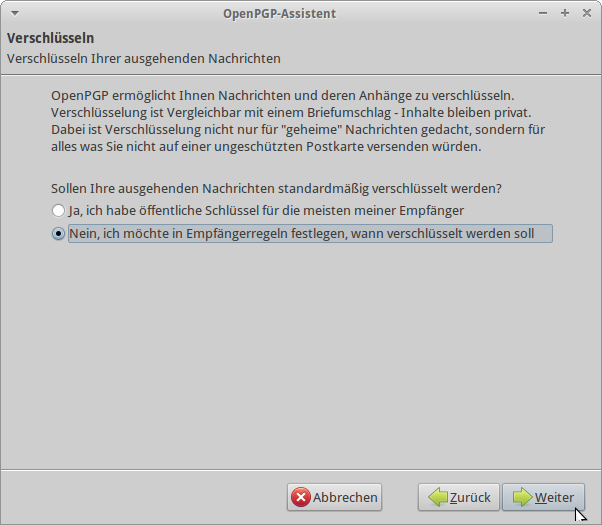 OpenPGP-Assistent
Verschlüsseln
Verschlüsseln Ihrer ausgehenden Nachrichten
OpenPGP ermöglicht Ihnen Nachrichten und deren Anhänge zu verschlüsseln.
Verschlüsselung ist Vergleichbar mit einem Briefumschlag - Inhalte bleiben privat.
Dabei ist Verschlüsselung nicht nur für "geheime" Nachrichten gedacht, sondern für
alles was Sie nicht auf einer ungeschützten Postkarte versenden würden.
Sollen Ihre ausgehenden Nachrichten standardmäßig verschlüsselt werden?
Ja, ich habe öffentliche Schlüssel für die meisten meiner Empfänger
Nein, ich möchte in Empfängerregeln festlegen, wann verschlüsselt werden soll
Abbrechen
Zurück
Weiter